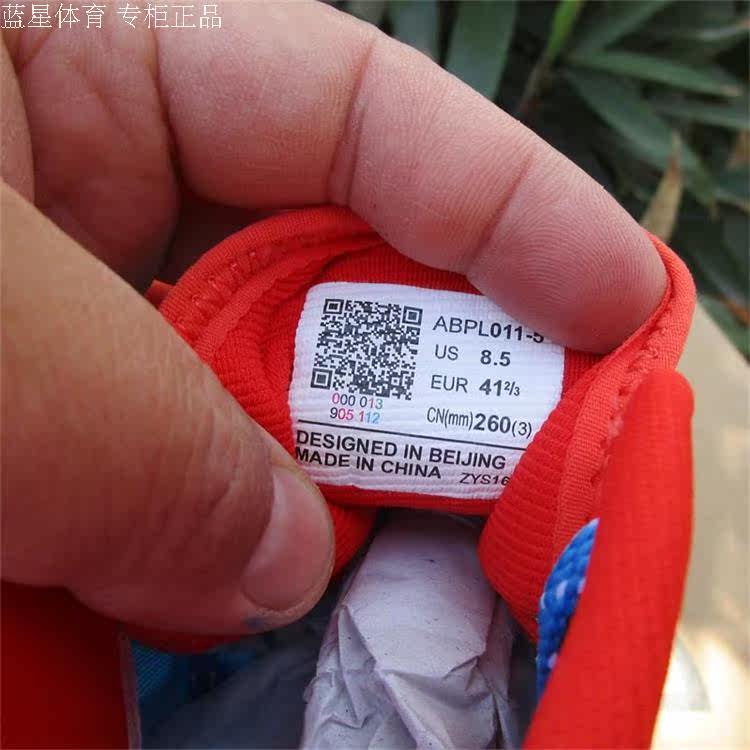 蓝星体育 专柜正品
ABPL011-5
US 8.5
EUR 41²/₃
CN(mm)260(3)
000 013
905 112
DESIGNED IN BEIJING
MADE IN CHINA
ZYS16